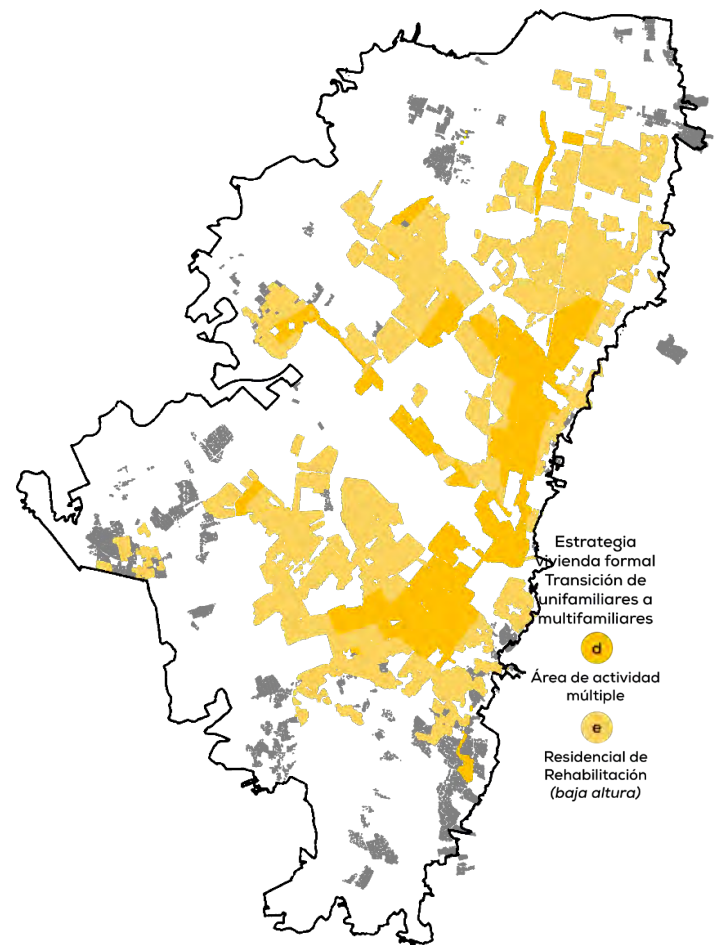 Estrategia
vivienda formal
Transición de
unifamiliares a
multifamiliares
d
Área de actividad
múltiple
e
Residencial de
Rehabilitación
(baja altura)